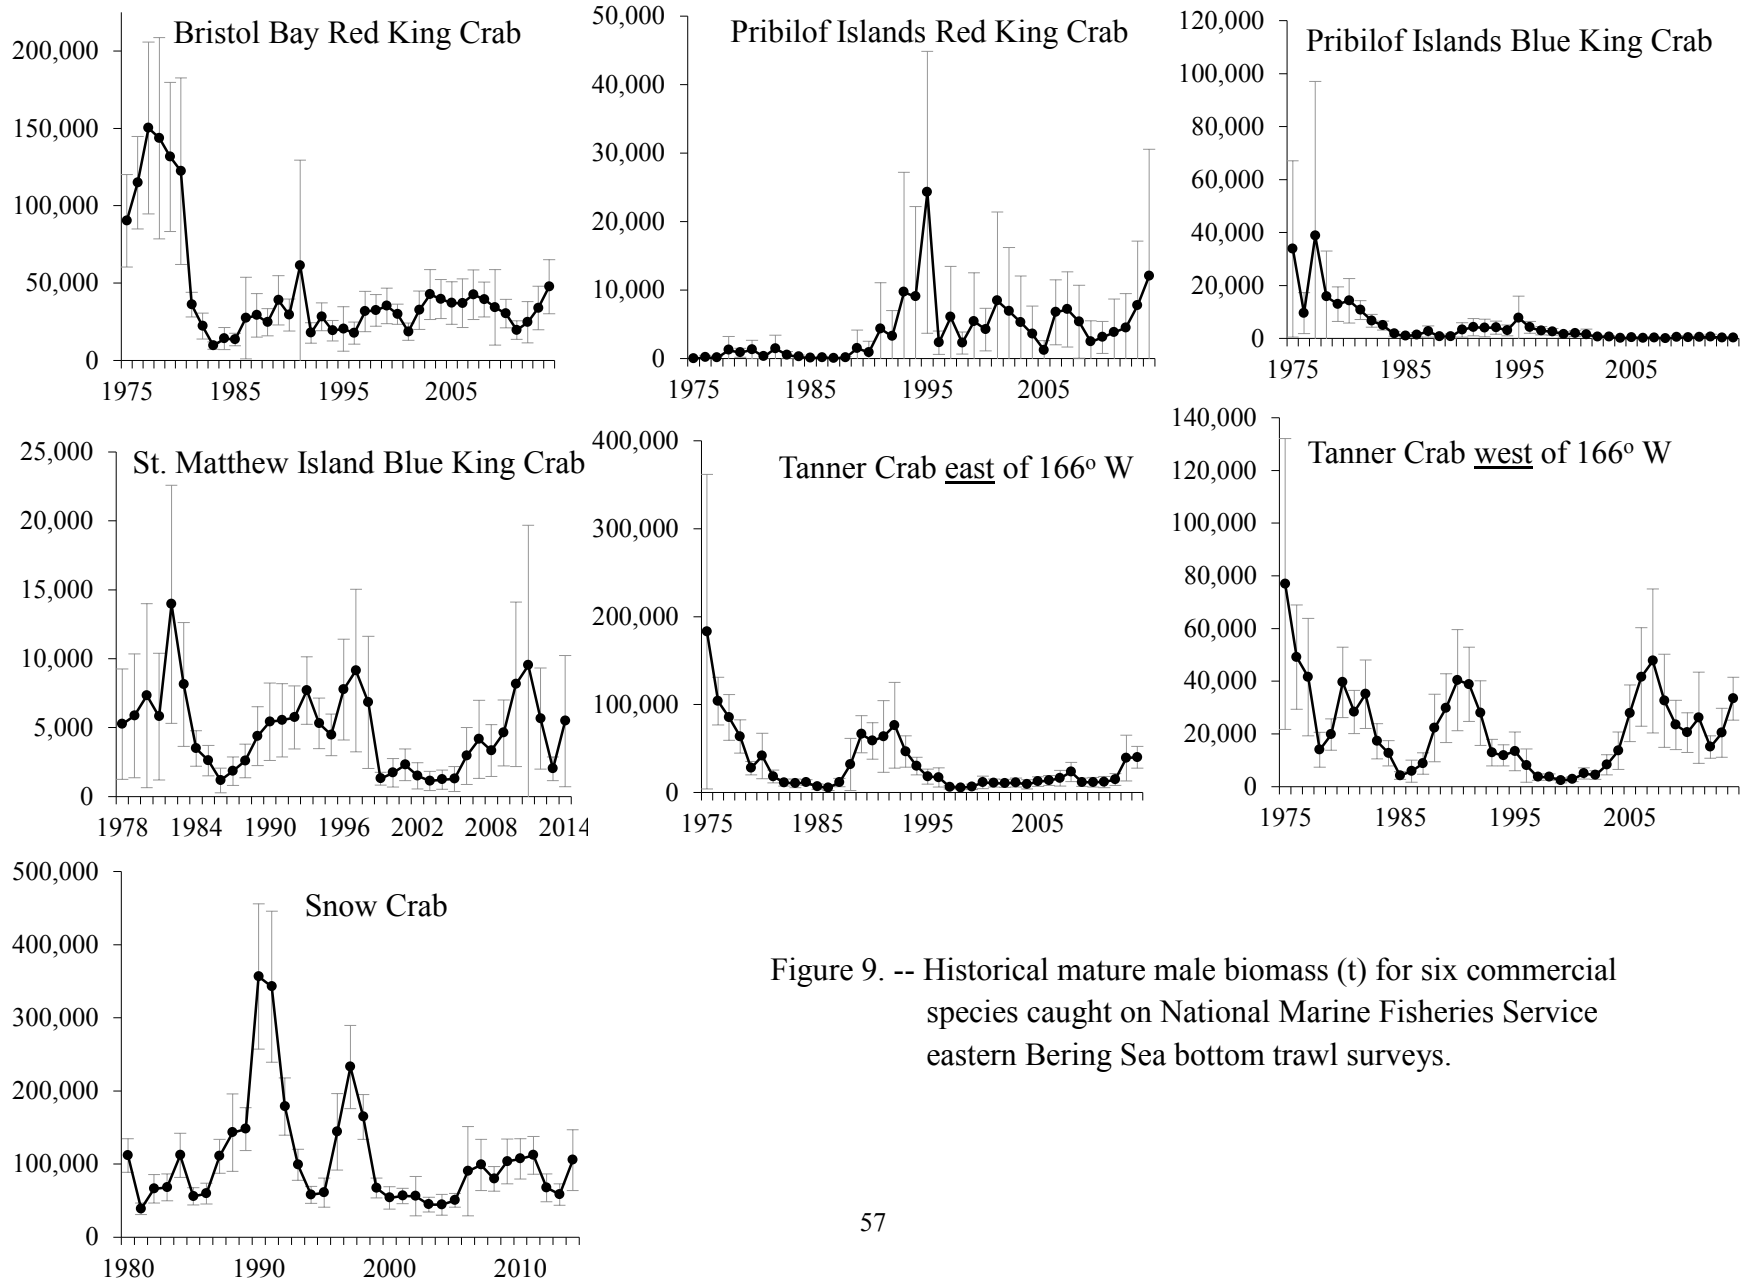 Bristol Bay Red King Crab
200,000
150,000
100,000
50,000
0
1975 1985 1995 2005
Pribilof Islands Red King Crab
50,000
40,000
30,000
20,000
10,000
0
1975 1985 1995 2005
Pribilof Islands Blue King Crab
120,000
100,000
80,000
60,000
40,000
20,000
0
1975 1985 1995 2005
St. Matthew Island Blue King Crab
25,000
20,000
15,000
10,000
5,000
0
1978 1984 1990 1996 2002 2008 2014
Tanner Crab east of 166º W
400,000
300,000
200,000
100,000
0
1975 1985 1995 2005
Tanner Crab west of 166º W
140,000
120,000
100,000
80,000
60,000
40,000
20,000
0
1975 1985 1995 2005
Snow Crab
500,000
400,000
300,000
200,000
100,000
0
1980 1990 2000 2010
Figure 9. -- Historical mature male biomass (t) for six commercial
species caught on National Marine Fisheries Service
eastern Bering Sea bottom trawl surveys.
57